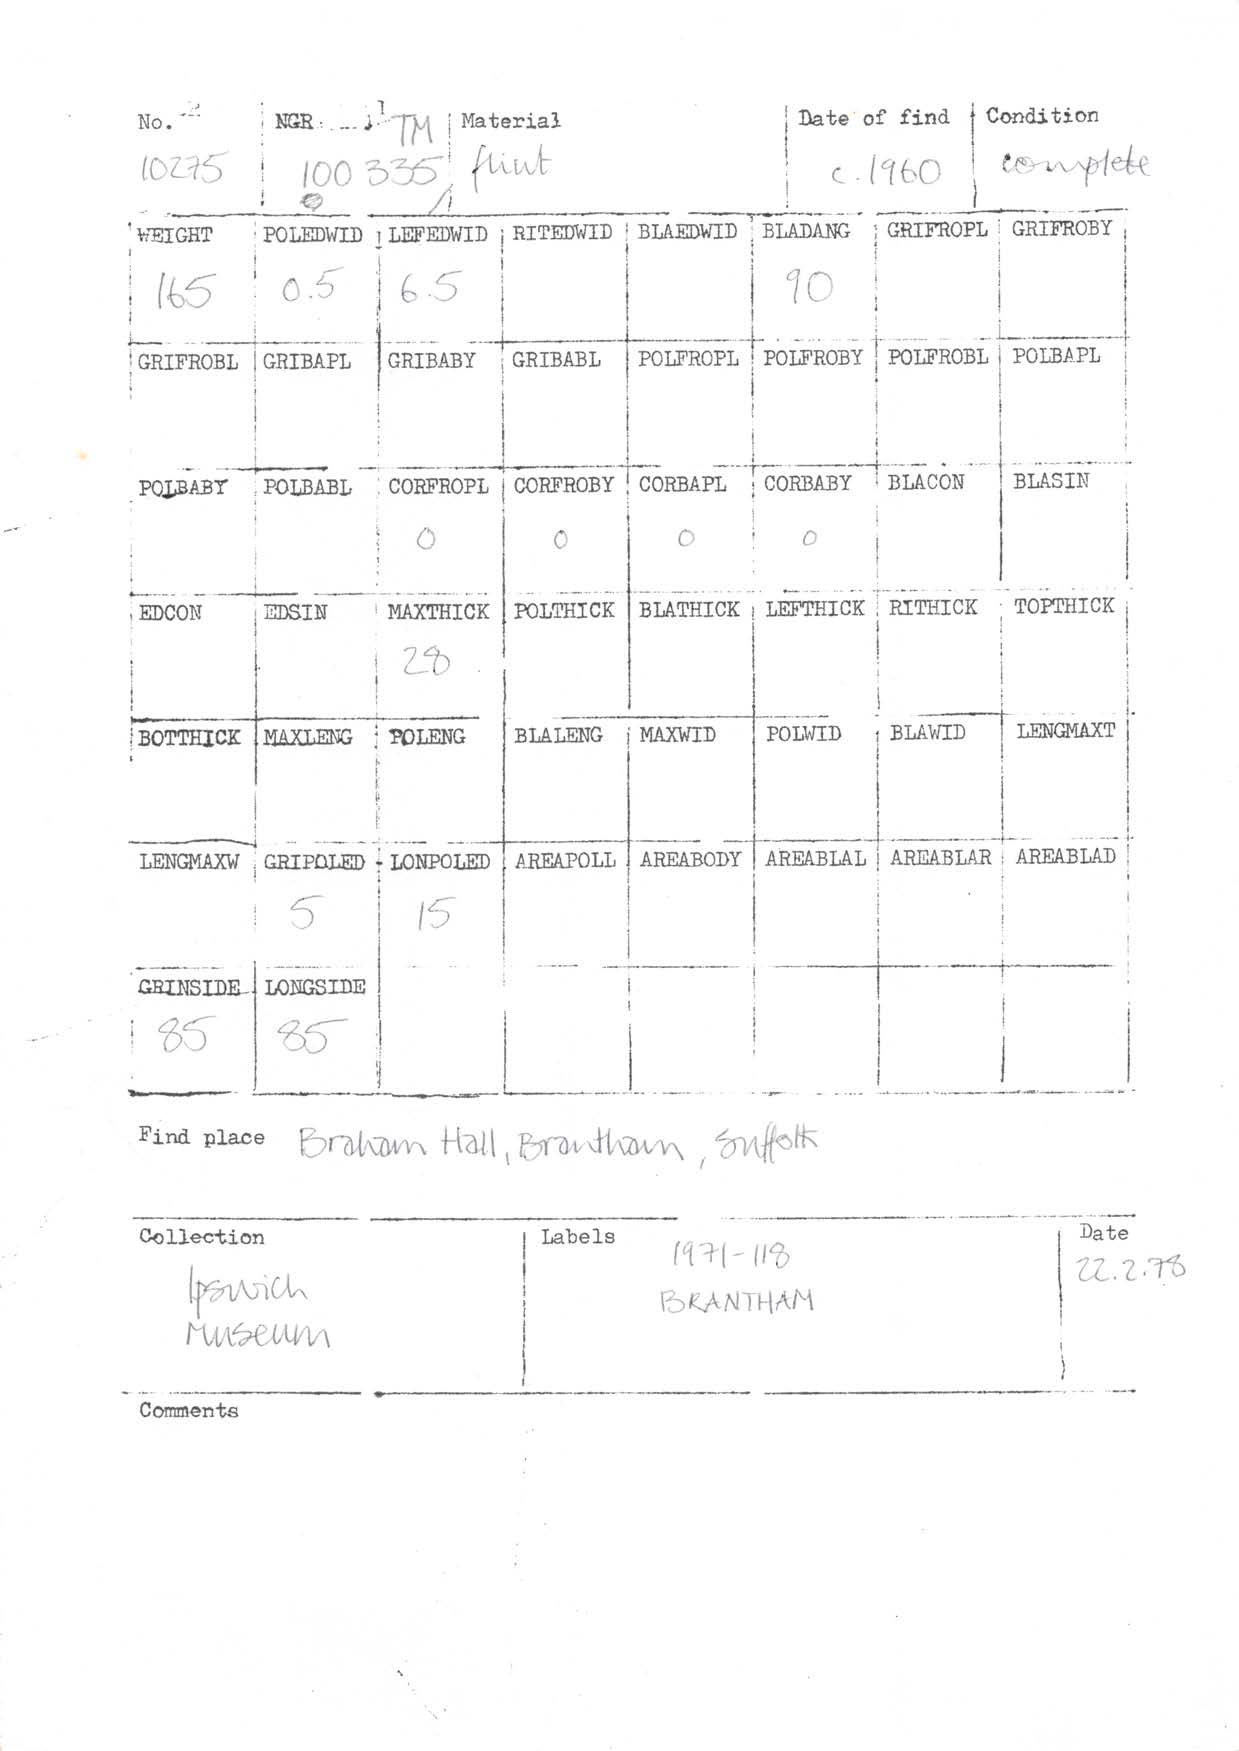 No. NGR TM Material Date of find Condition
10275 100 335 flint c.1960 complete
WEIGHT POLEDWID LEFEDWID RITEDWID BLAEDWID BLADANG GRIFROPL GRIFROBY
165 0.5 6.5 90
GRIFROBL GRIBAPL GRIBABY GRIBABL POLFROPL POLFROBY POLFROBL POLBAPL
POLBABY POLBABL CORFROPL CORFROBY CORBAPL CORBABY BLACON BLASIN
0 0 0 0
EDCON EDSIN MAXTHICK POLTHICK BLATHICK LEFTHICK RITHICK TOPTHICK
28
BOTTHICK MAXLENG POLENG BLALENG MAXWID POLWID BLAWID LENGMAXT
LENGMAXW GRIPOLED LONPOLED AREAPOLL AREABODY AREABLAL AREABLAR AREABLAD
5 15
GRINSIDE LONGSIDE
85 85
Find place Braham Hall, Brantham, Suffolk
Collection Labels Date
1971-118 22.2.78
Ipswich BRANTHAM
Museum
Comments